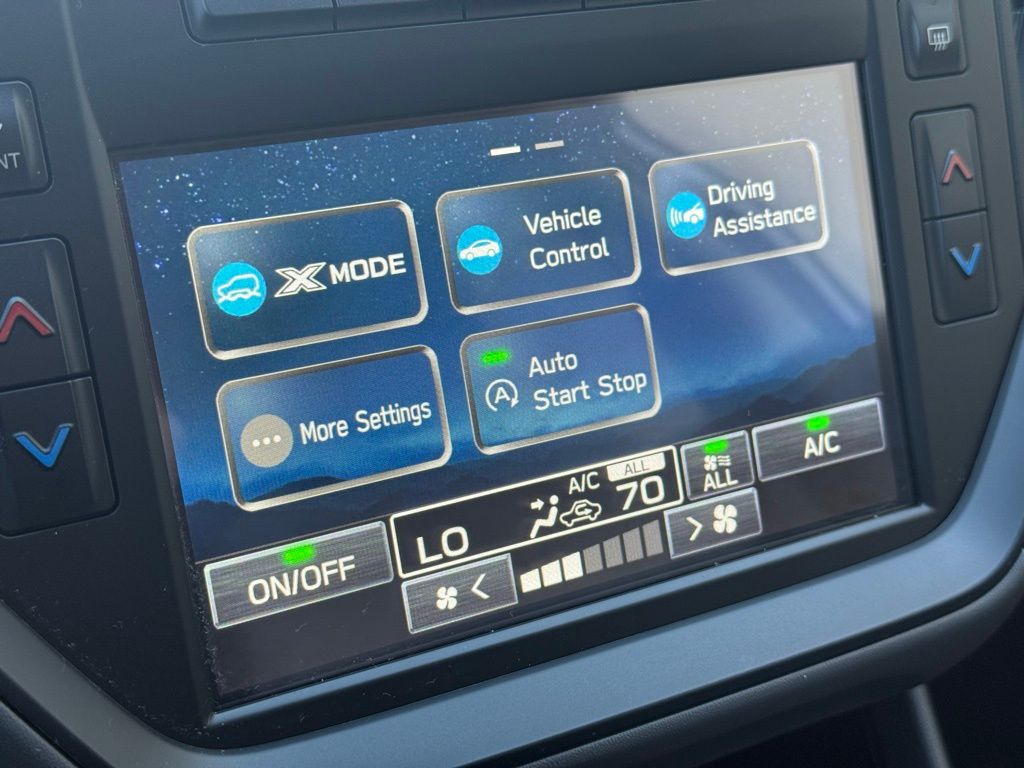 NT
X MODE
Vehicle
Control
Driving
Assistance
More Settings
A
Auto
Start Stop
LO
A/C
ALL
70
ALL
A/C
ON/OFF
<
>